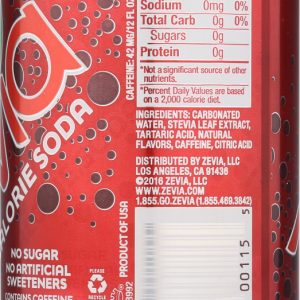 Sodium 0mg 0%
Total Carb 0g 0%
Sugars 0g
Protein 0g
*Not a significant source of other
nutrients.
*Percent Daily Values are based
on a 2,000 calorie diet.
INGREDIENTS: CARBONATED
WATER, STEVIA LEAF EXTRACT,
TARTARIC ACID, NATURAL
FLAVORS, CAFFEINE, CITRIC ACID
DISTRIBUTED BY ZEVIA, LLC
LOS ANGELES, CA 91436
©2016 ZEVIA, LLC
WWW.ZEVIA.COM
1.855.GO.ZEVIA (1.855.469.3842)
CAFFEINE: 42 MG/12 FL OZ
PRODUCT OF USA
ALORIE SODA
NO SUGAR
NO ARTIFICIAL
SWEETENERS
CONTAINS CAFFEINE
PLEASE
RECYCLE
3992
00115 5